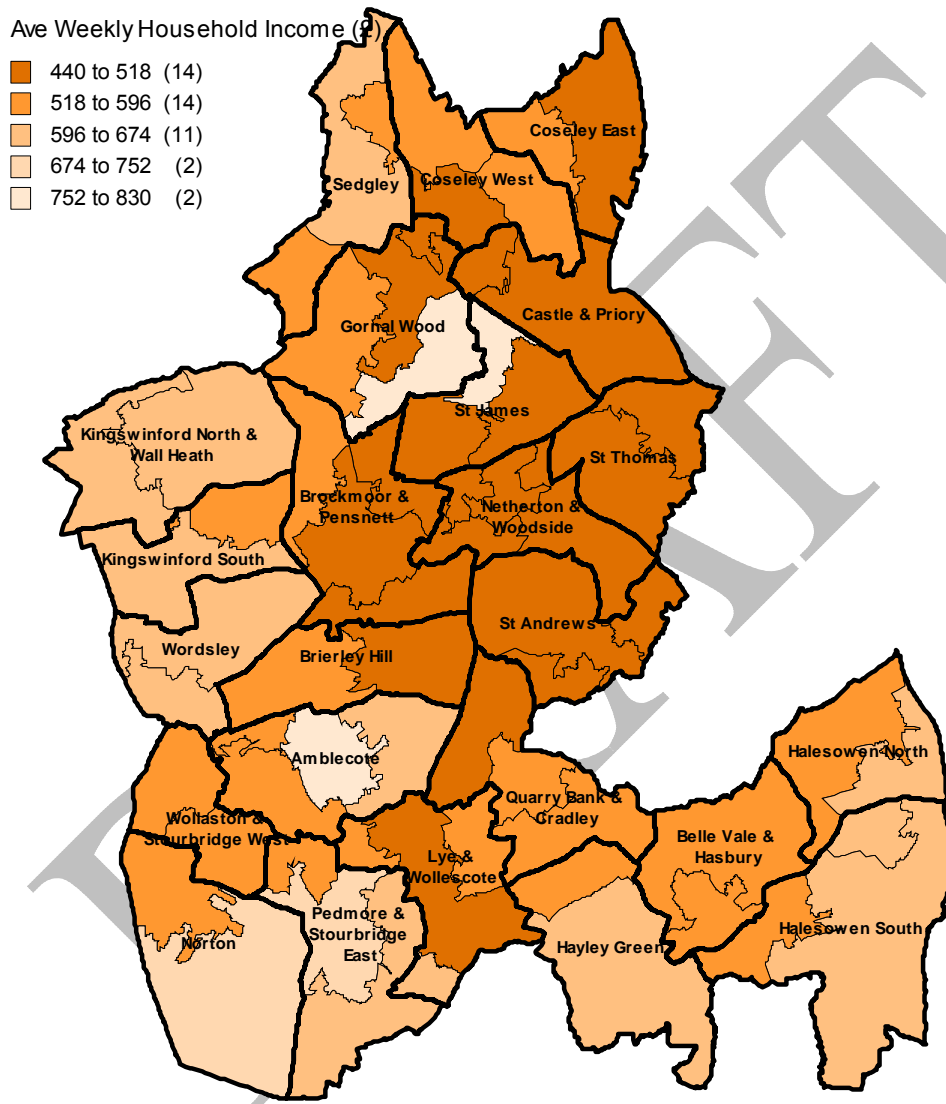 Ave Weekly Household Income (£)
440 to 518 (14)
518 to 596 (14)
596 to 674 (11)
674 to 752 (2)
752 to 830 (2)
Coseley East
Sedgley
Coseley West
Castle & Priory
Gornal Wood
St James
Kingswinford North &
Wall Heath
St Thomas
Brockmoor &
Pensnett
Netherton &
Woodside
Kingswinford South
St Andrews
Wordsley
Brierley Hill
Amblecote
Halesowen North
Quarry Bank &
Cradley
Wollaston &
Stourbridge West
Belle Vale &
Hasbury
Lye &
Wollescote
Pedmore &
Stourbridge
East
Norton
Hayley Green
Halesowen South
DRAFT